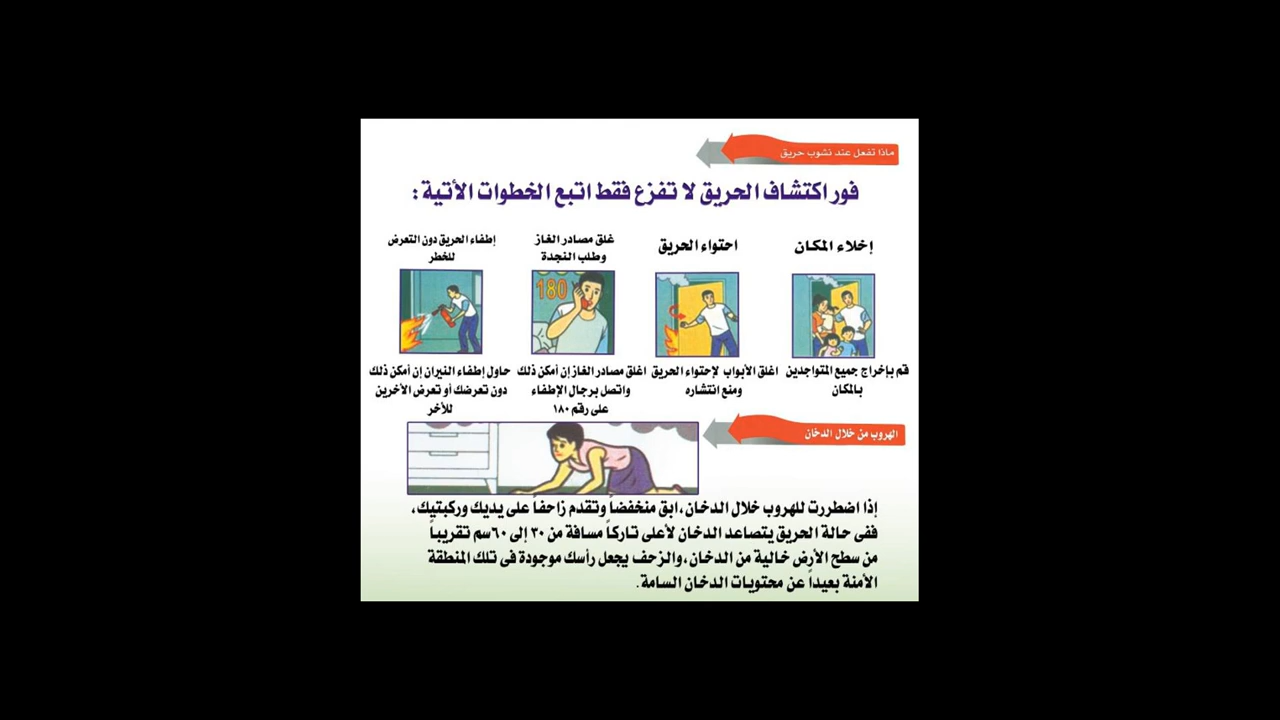 ماذا تفعل عند نشوب حريق
فور اكتشاف الحريق لا تفزع فقط اتبع الخطوات الأتية :
إخلاء المكان
احتواء الحريق
غلق مصادر الغاز
وطلب النجدة
إطفاء الحريق دون التعرض
للخطر
180
قم بإخراج جميع المتواجدين
بالمكان
اغلق الأبواب لإحتواء الحريق
ومنع انتشاره
اغلق مصادر الغاز إن أمكن ذلك
واتصل برجال الإطفاء
على رقم ١٨٠
حاول إطفاء النيران إن أمكن ذلك
دون تعرضك أو تعرض الأخرين
للأخر
الهروب من خلال الدخان
إذا اضطررت للهروب خلال الدخان، ابق منخفضاً وتقدم زاحفاً على يديك وركبتيك،
ففى حالة الحريق يتصاعد الدخان لأعلى تاركاً مسافة من ٣٠ إلى ٦٠سم تقريباً
من سطح الأرض خالية من الدخان، والزحف يجعل رأسك موجودة فى تلك المنطقة
الأمنة بعيداً عن محتويات الدخان السامة.